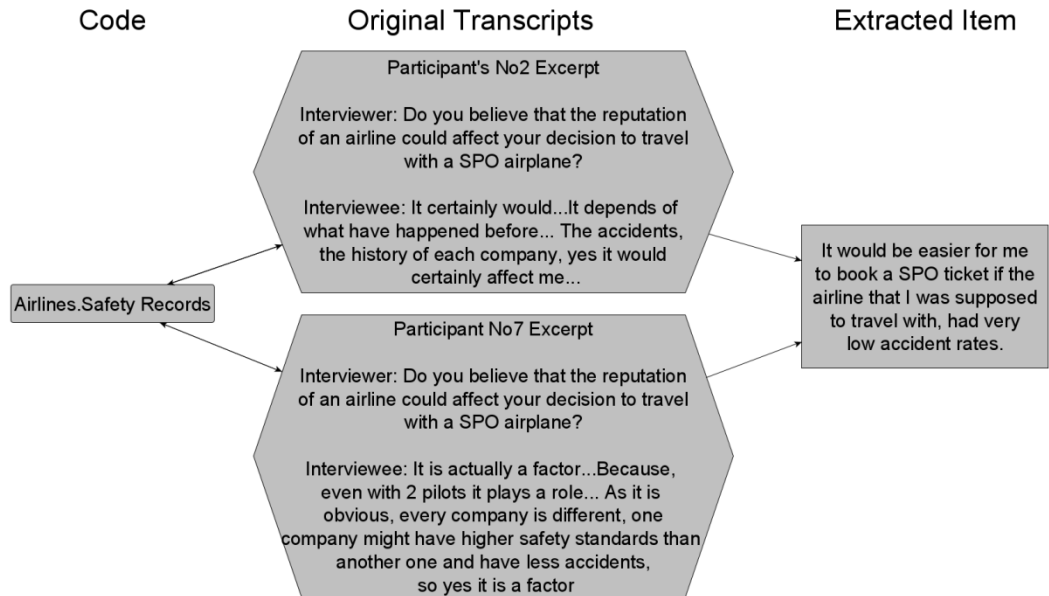 Code
Original Transcripts
Extracted Item
Participant's No2 Excerpt
Interviewer: Do you believe that the reputation
of an airline could affect your decision to travel
with a SPO airplane?
Interviewee: It certainly would...It depends of
what have happened before... The accidents,
the history of each company, yes it would
certainly affect me...
Airlines.Safety Records
Participant No7 Excerpt
Interviewer: Do you believe that the reputation
of an airline could affect your decision to travel
with a SPO airplane?
Interviewee: It is actually a factor...Because,
even with 2 pilots it plays a role... As it is
obvious, every company is different, one
company might have higher safety standards than
another one and have less accidents,
so yes it is a factor
It would be easier for me
to book a SPO ticket if the
airline that I was supposed
to travel with, had very
low accident rates.